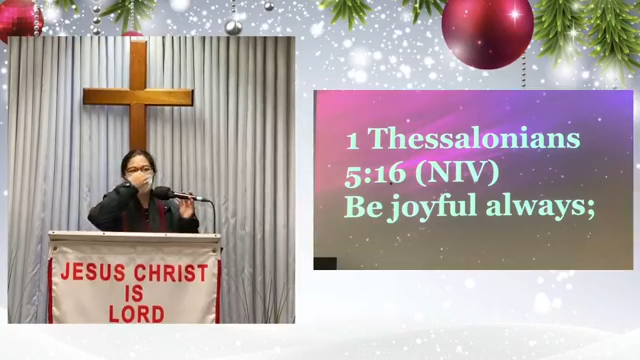 JESUS CHRIST
IS
LORD
1 Thessalonians
5:16 (NIV)
Be joyful always;